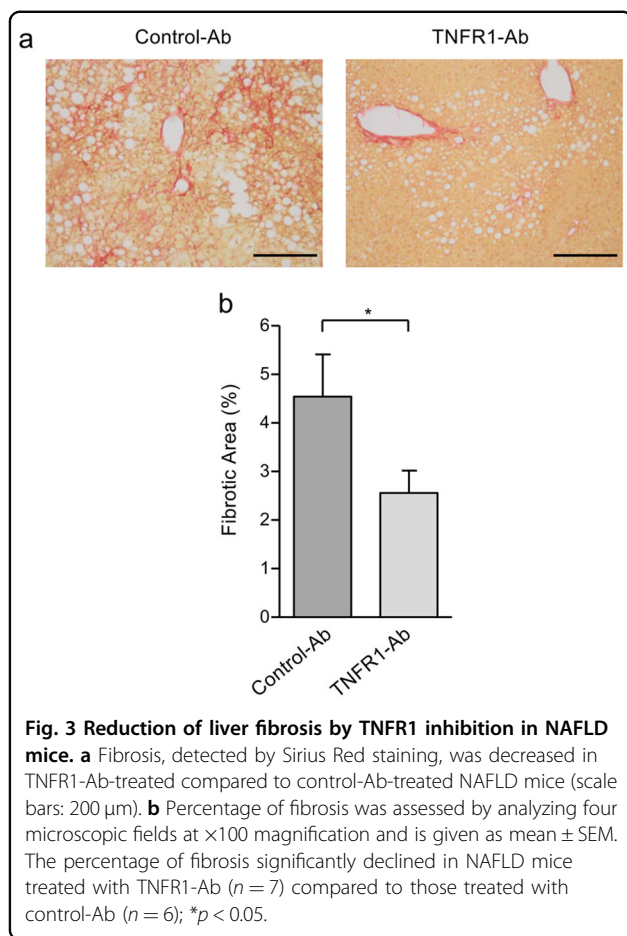 a
Control-Ab
TNFR1-Ab
b
*
6
5
4
3
2
1
0
Fibrotic Area (%)
Control-Ab
TNFR1-Ab
Fig. 3 Reduction of liver fibrosis by TNFR1 inhibition in NAFLD
mice. a Fibrosis, detected by Sirius Red staining, was decreased in
TNFR1-Ab-treated compared to control-Ab-treated NAFLD mice (scale
bars: 200 μm). b Percentage of fibrosis was assessed by analyzing four
microscopic fields at ×100 magnification and is given as mean ± SEM.
The percentage of fibrosis significantly declined in NAFLD mice
treated with TNFR1-Ab (n = 7) compared to those treated with
control-Ab (n = 6); *p < 0.05.